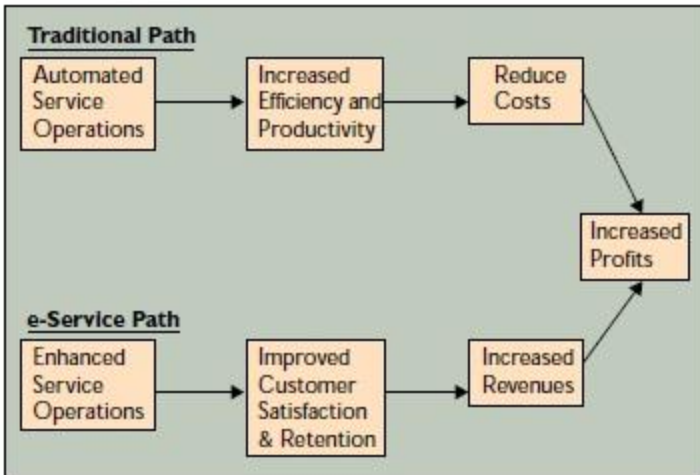 Traditional Path
Automated
Service
Operations
Increased
Efficiency and
Productivity
Reduce
Costs
Increased
Profits
e-Service Path
Enhanced
Service
Operations
Improved
Customer
Satisfaction
& Retention
Increased
Revenues